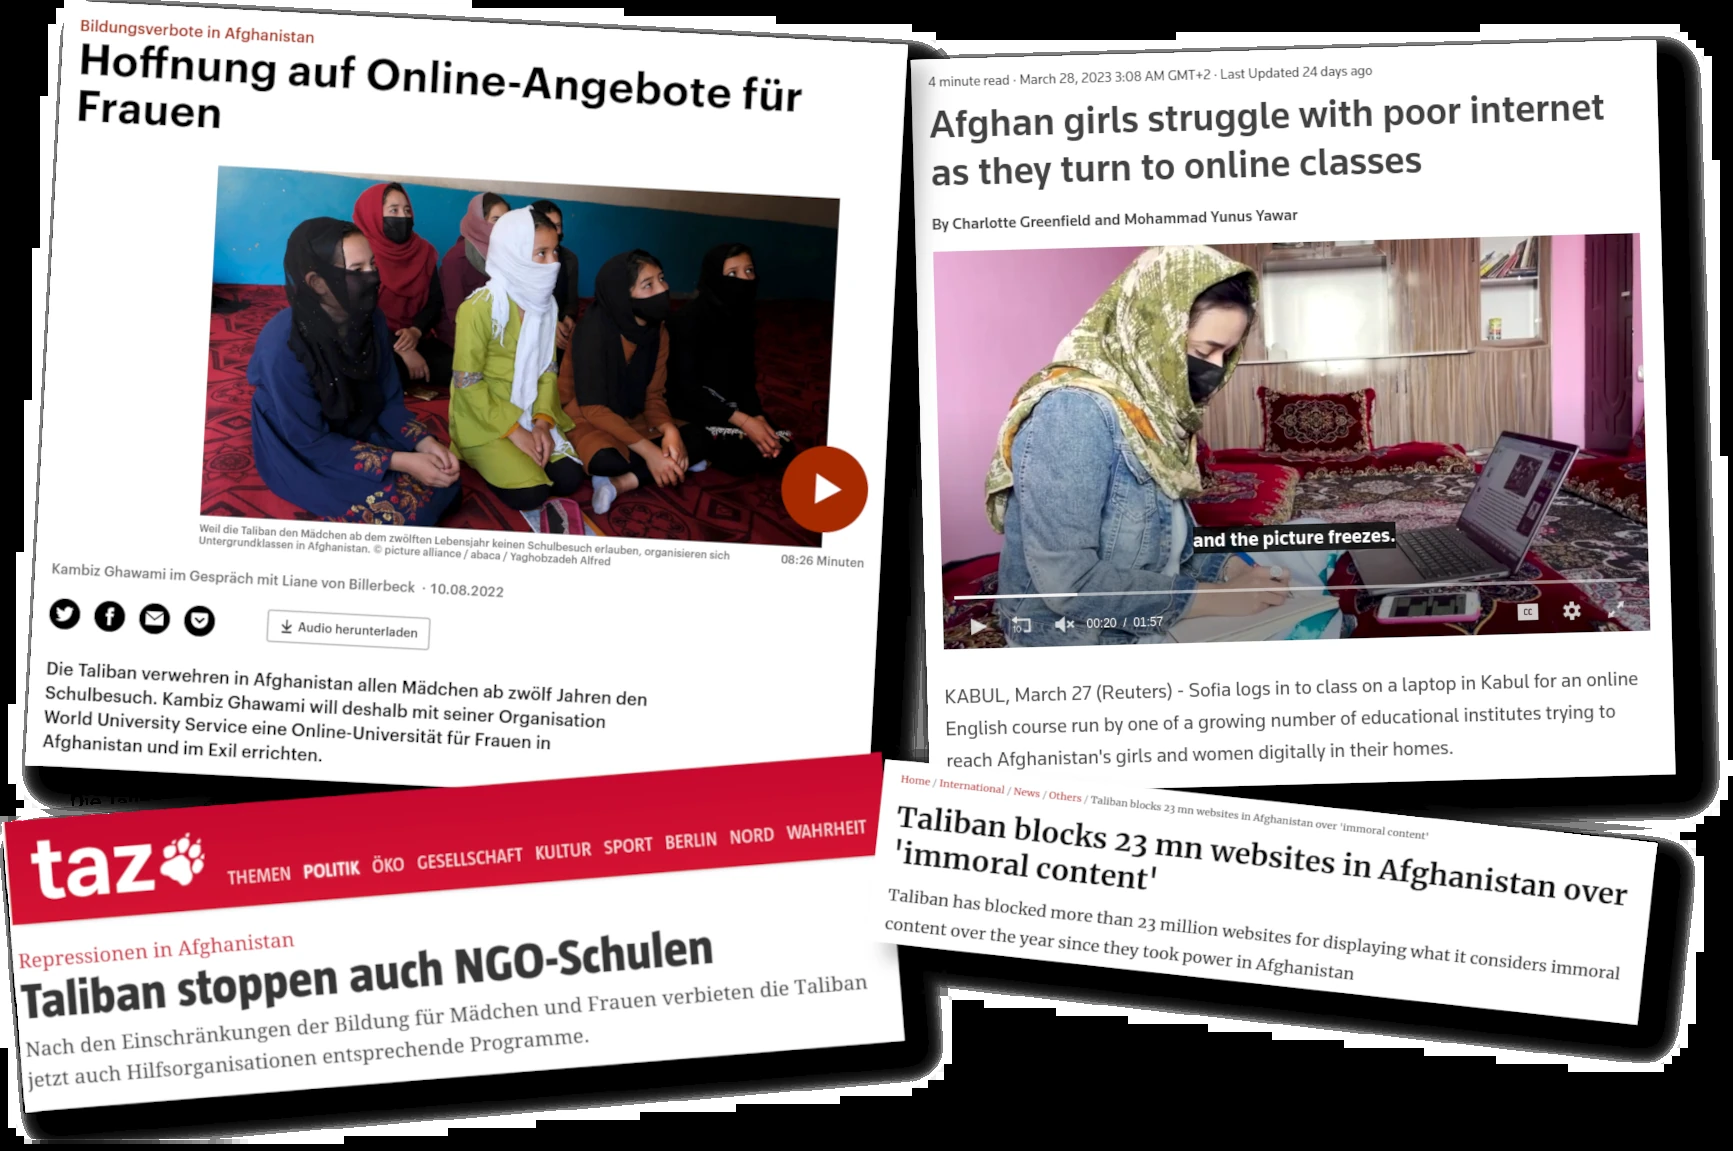 Bildungsverbote in Afghanistan
Hoffnung auf Online-Angebote für
Frauen
Weil die Taliban den Mädchen ab dem zwölften Lebensjahr keinen Schulbesuch erlauben, organisieren sich
Untergrundklassen in Afghanistan. © picture alliance / abaca / Yaghobzadeh Alfred
08:26 Minuten
Kambiz Ghawami im Gespräch mit Liane von Billerbeck · 10.08.2022
Audio herunterladen
Die Taliban verwehren in Afghanistan allen Mädchen ab zwölf Jahren den
Schulbesuch. Kambiz Ghawami will deshalb mit seiner Organisation
World University Service eine Online-Universität für Frauen in
Afghanistan und im Exil errichten.
4 minute read · March 28, 2023 3:08 AM GMT+2 · Last Updated 24 days ago
Afghan girls struggle with poor internet
as they turn to online classes
By Charlotte Greenfield and Mohammad Yunus Yawar
and the picture freezes.
10
00:20 / 01:57
CC
KABUL, March 27 (Reuters) - Sofia logs in to class on a laptop in Kabul for an online
English course run by one of a growing number of educational institutes trying to
reach Afghanistan's girls and women digitally in their homes.
taz
THEMEN POLITIK ÖKO GESELLSCHAFT KULTUR SPORT BERLIN NORD WAHRHEIT
Repressionen in Afghanistan
Taliban stoppen auch NGO-Schulen
Nach den Einschränkungen der Bildung für Mädchen und Frauen verbieten die Taliban
jetzt auch Hilfsorganisationen entsprechende Programme.
Home / International / News / Others / Taliban blocks 23 mn websites in Afghanistan over 'immoral content'
Taliban blocks 23 mn websites in Afghanistan over
'immoral content'
Taliban has blocked more than 23 million websites for displaying what it considers immoral
content over the year since they took power in Afghanistan